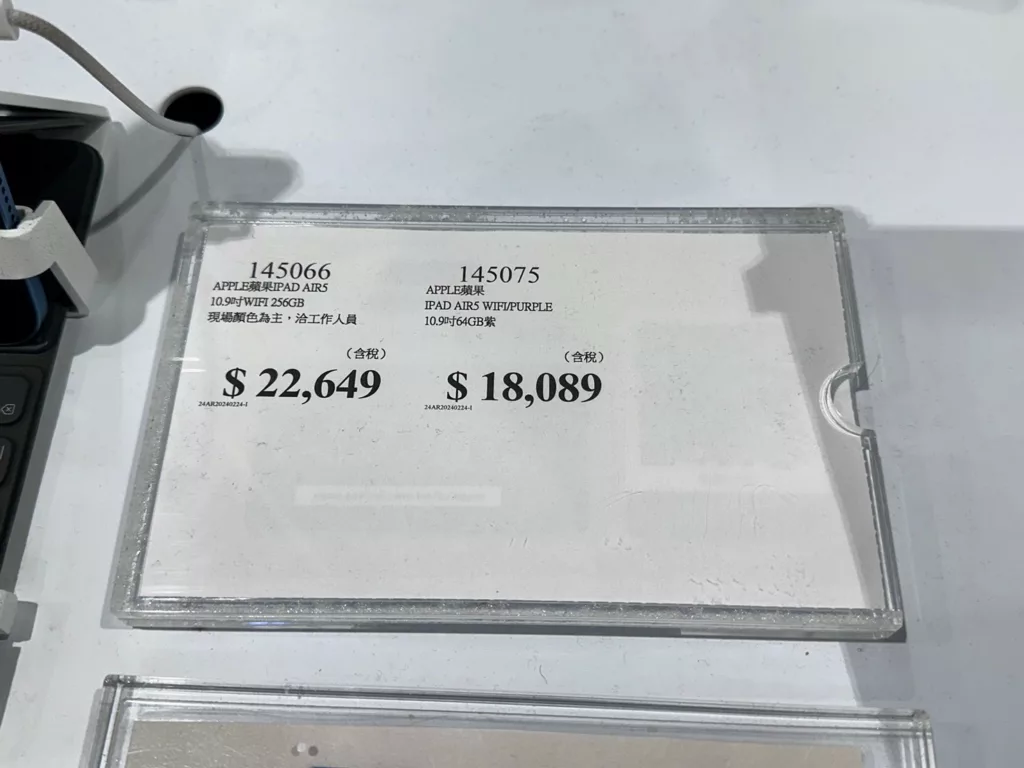 145066
APPLE蘋果IPAD AIR5
10.9吋WIFI 256GB
現場顏色為主，洽工作人員
（含稅）
$ 22,649
24AR20240224-1
145075
APPLE蘋果
IPAD AIR5 WIFI/PURPLE
10.9吋64GB紫
（含稅）
$ 18,089
24AR20240224-1